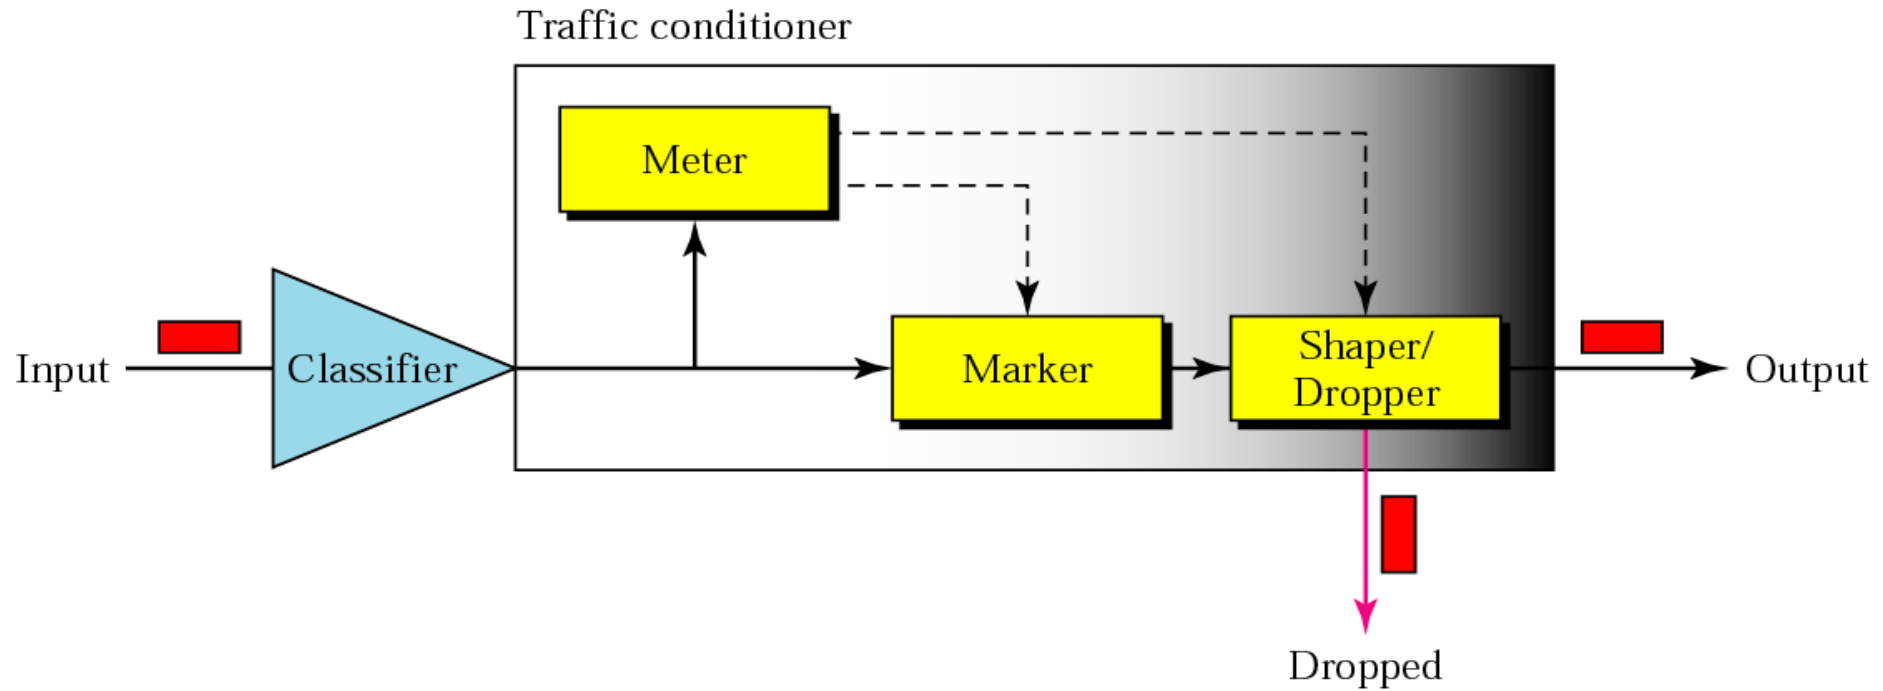 Traffic conditioner
Meter
Input
Classifier
Marker
Shaper/
Dropper
Output
Dropped